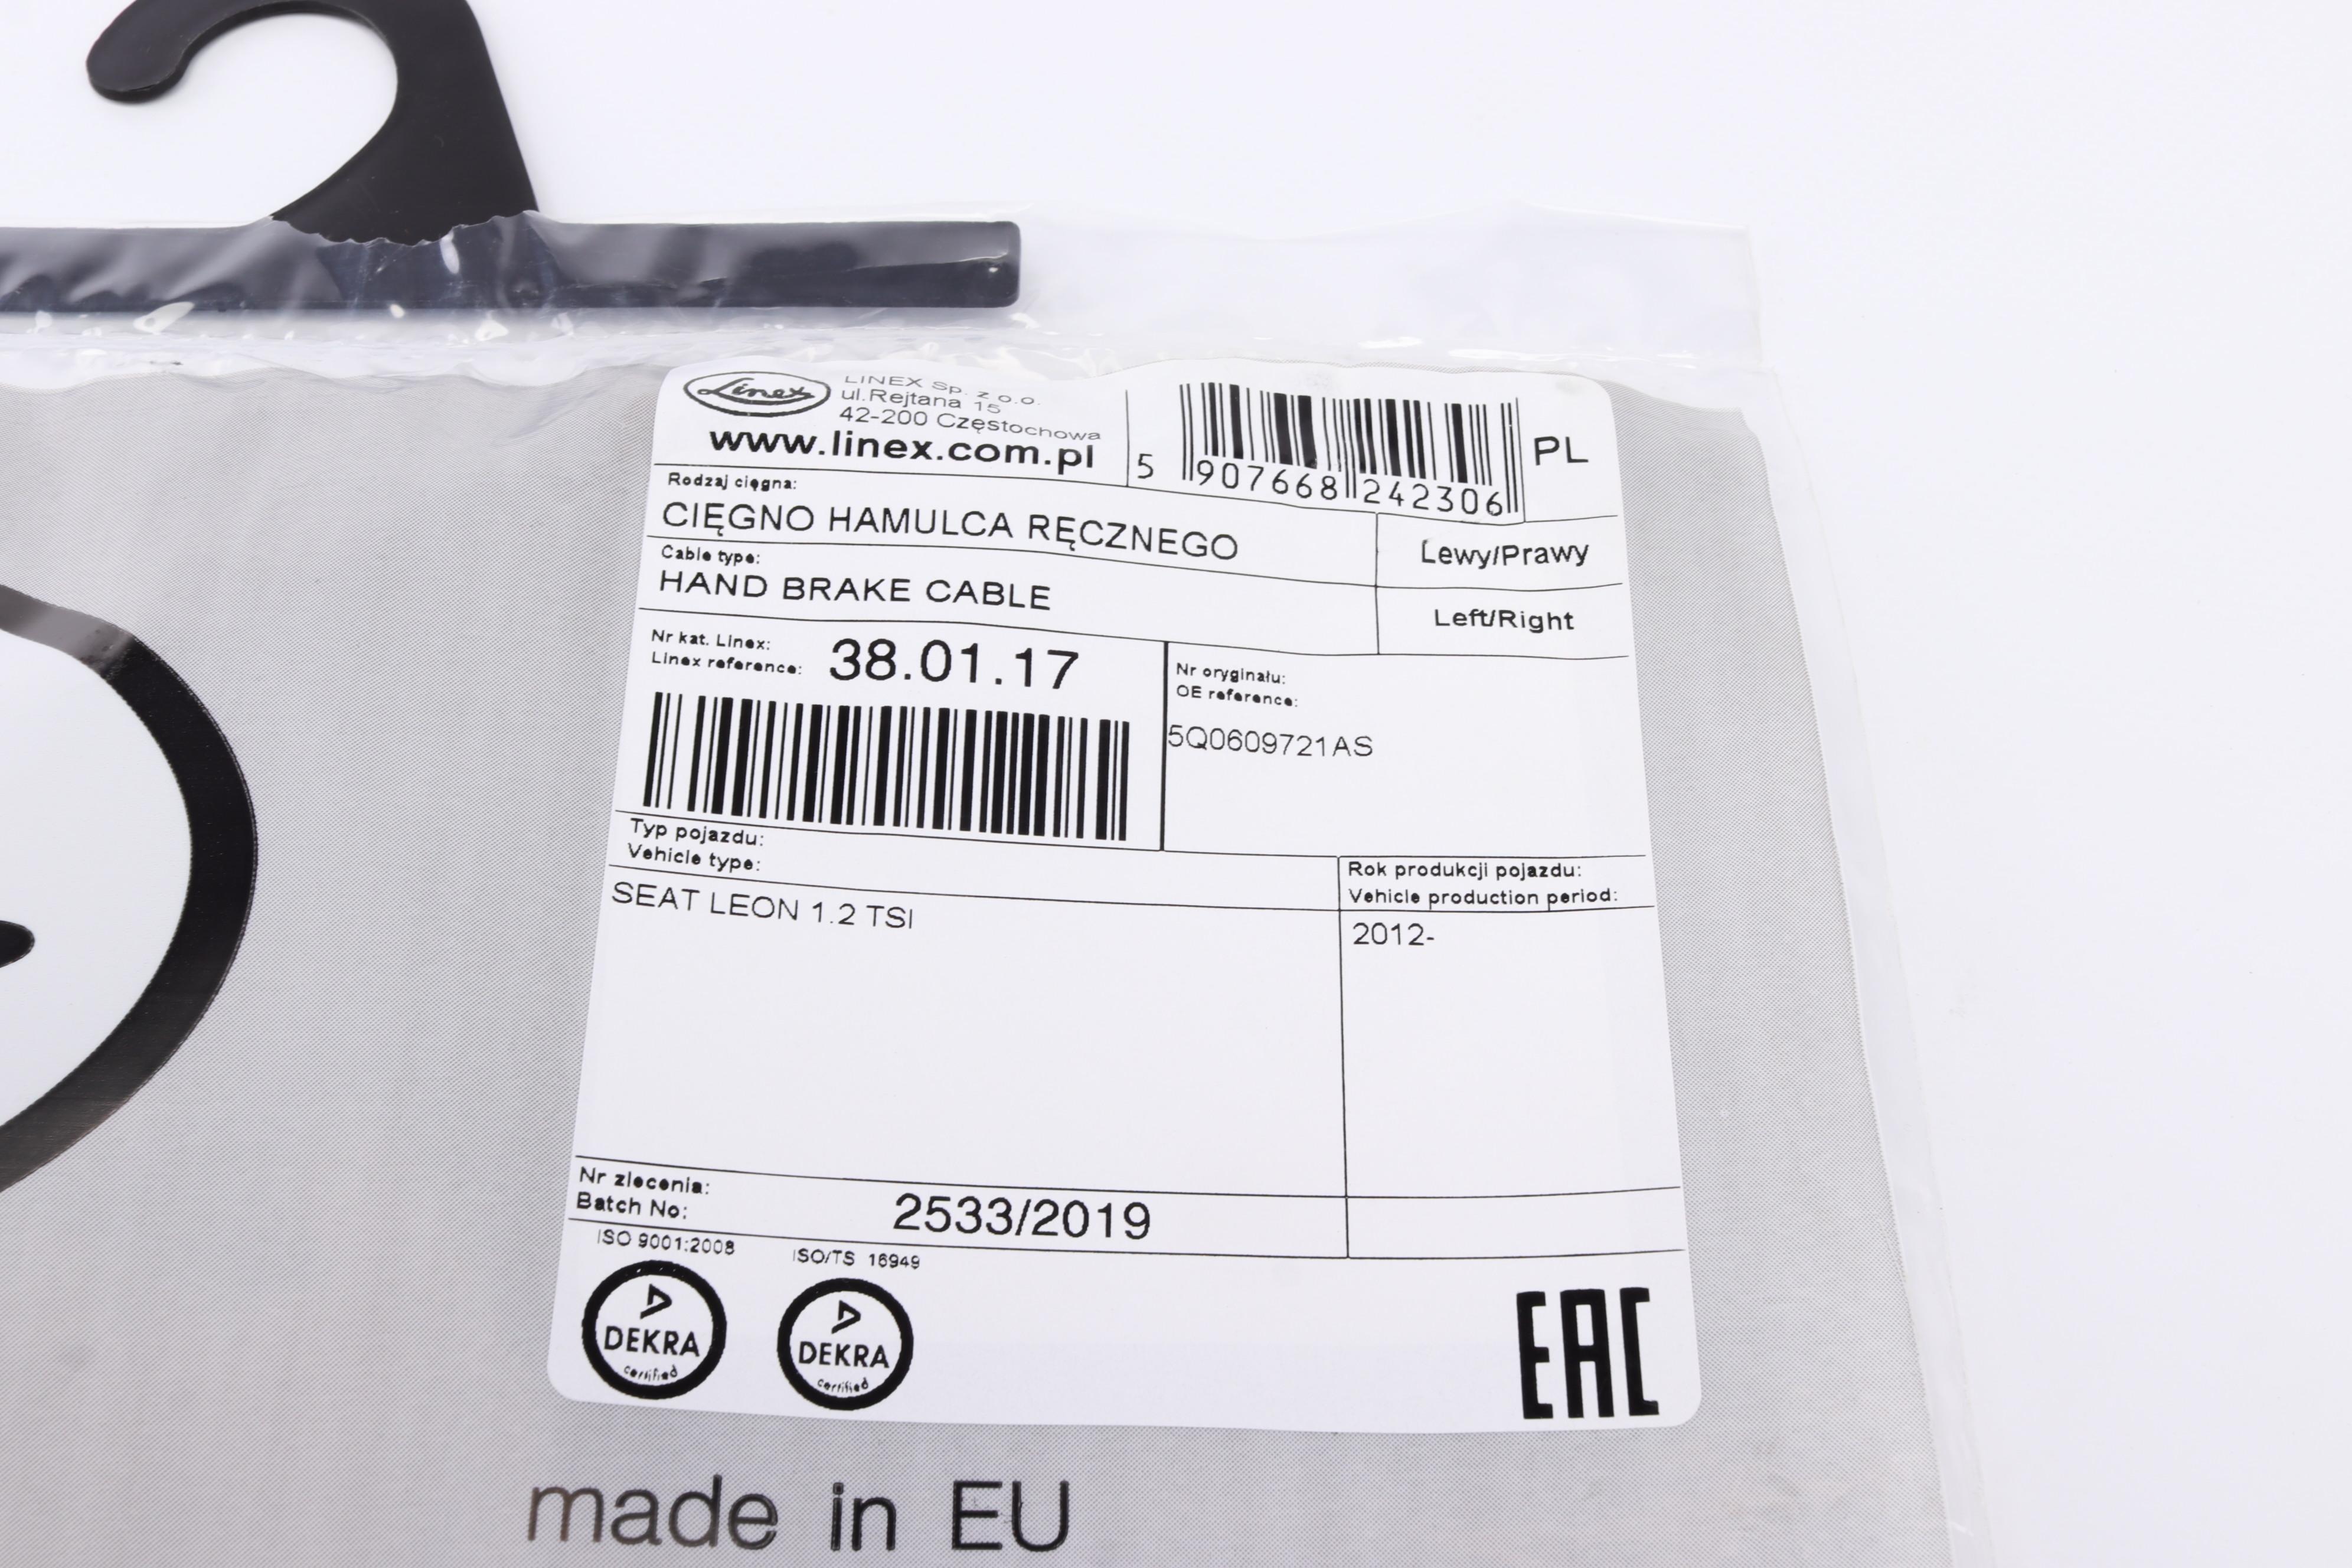 Linex
LINEX Sp. z o.o.
ul.Rejtana 15
42-200 Częstochowa
www.linex.com.pl
5 907668 242306
PL
Rodzaj cięgna:
CIĘGNO HAMULCA RĘCZNEGO
Lewy/Prawy
Cable type:
HAND BRAKE CABLE
Left/Right
Nr kat. Linex:
Linex reference:
38.01.17
Nr oryginału:
OE reference:
5Q0609721AS
Typ pojazdu:
Vehicle type:
Rok produkcji pojazdu:
Vehicle production period:
SEAT LEON 1.2 TSI
2012-
Nr zlecenia:
Batch No:
2533/2019
ISO 9001:2008
ISO/TS 16949
DEKRA
certified
DEKRA
certified
EAC
made in EU